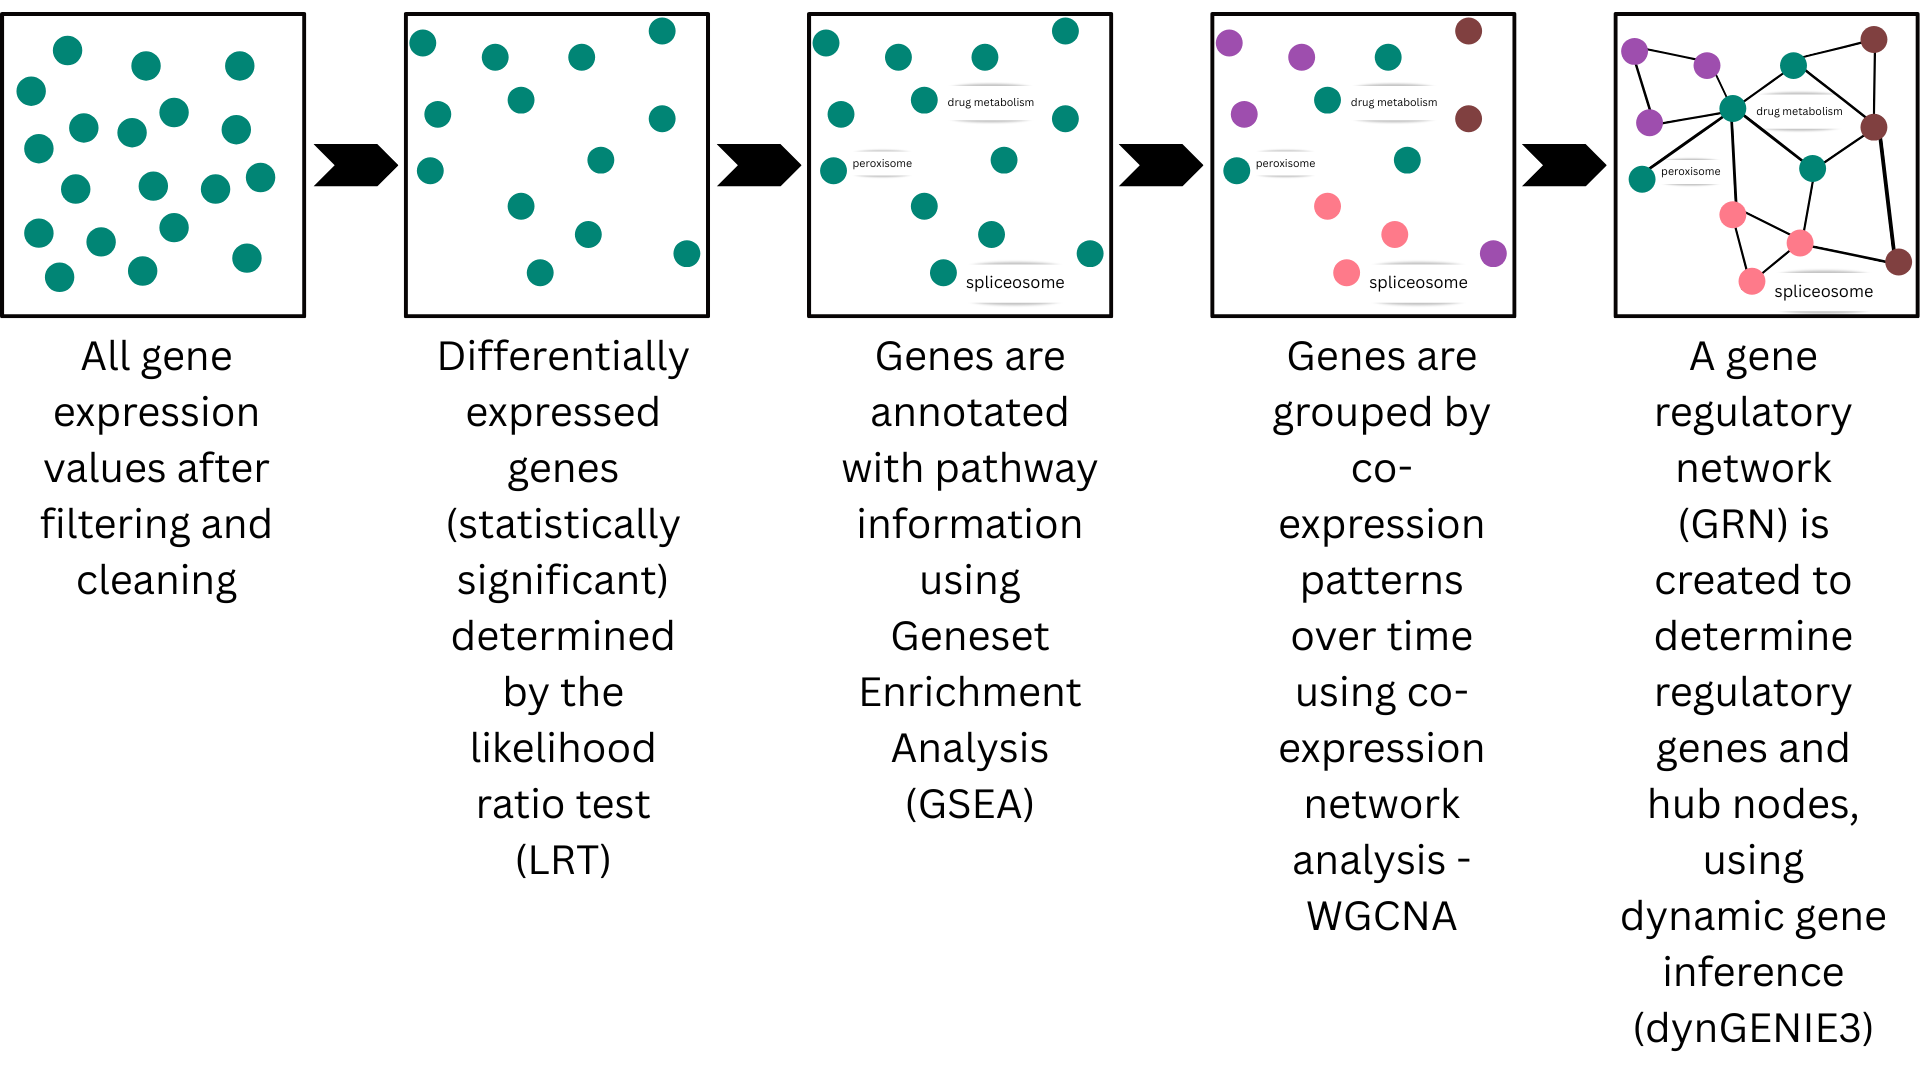 drug metabolism
peroxisome
spliceosome
drug metabolism
peroxisome
spliceosome
drug metabolism
peroxisome
spliceosome
All gene
expression
values after
filtering and
cleaning
Differentially
expressed
genes
(statistically
significant)
determined
by the
likelihood
ratio test
(LRT)
Genes are
annotated
with pathway
information
using
Geneset
Enrichment
Analysis
(GSEA)
Genes are
grouped by
co-
expression
patterns
over time
using co-
expression
network
analysis -
WGCNA
A gene
regulatory
network
(GRN) is
created to
determine
regulatory
genes and
hub nodes,
using
dynamic gene
inference
(dynGENIE3)